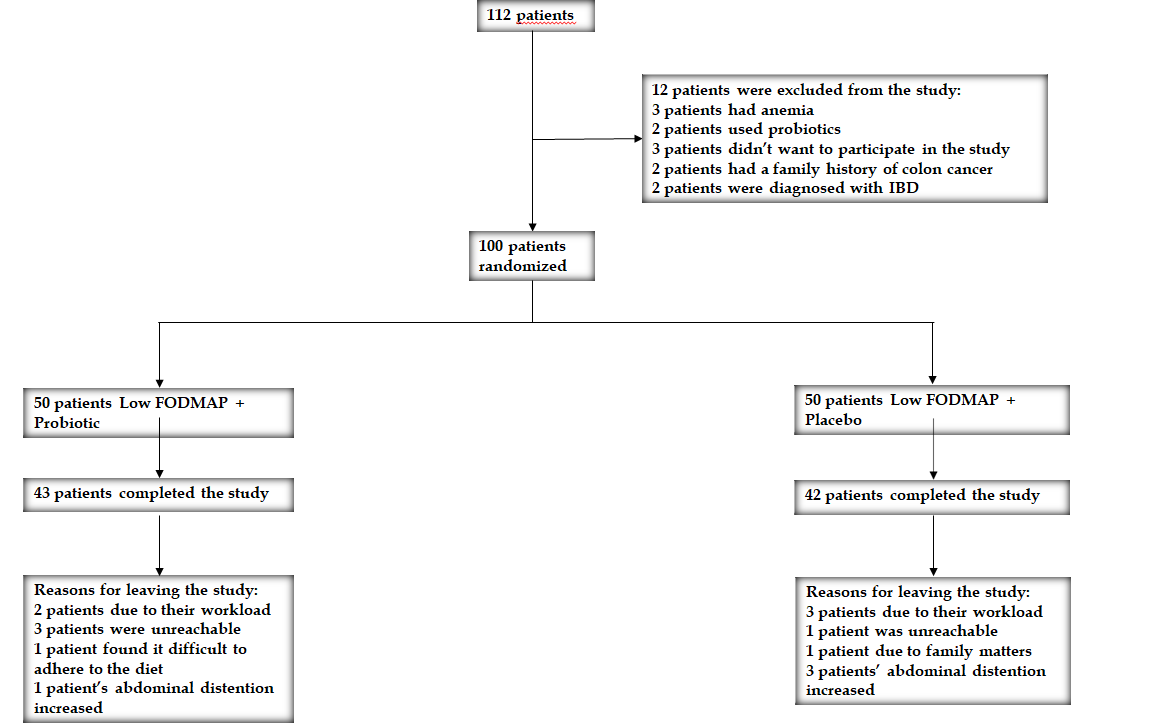 112 patients
12 patients were excluded from the study:
3 patients had anemia
2 patients used probiotics
3 patients didn’t want to participate in the study
2 patients had a family history of colon cancer
2 patients were diagnosed with IBD
100 patients
randomized
50 patients Low FODMAP +
Probiotic
50 patients Low FODMAP +
Placebo
43 patients completed the study
42 patients completed the study
Reasons for leaving the study:
2 patients due to their workload
3 patients were unreachable
1 patient found it difficult to
adhere to the diet
1 patient’s abdominal distention
increased
Reasons for leaving the study:
3 patients due to their workload
1 patient was unreachable
1 patient due to family matters
3 patients’ abdominal distention
increased